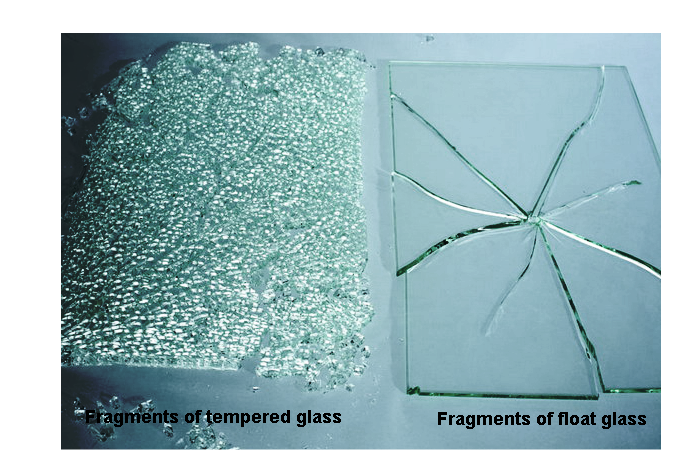 Fragments of tempered glass
Fragments of float glass